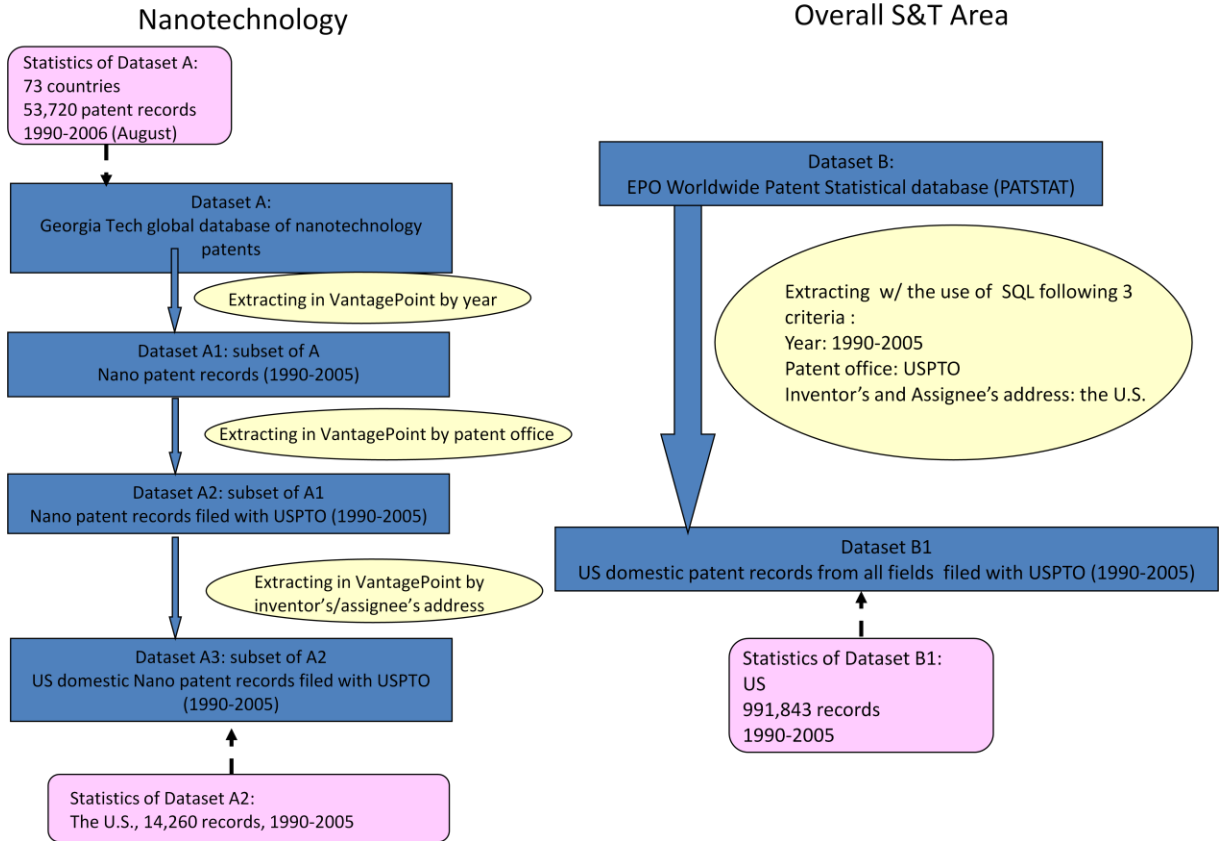 Nanotechnology
Statistics of Dataset A:
73 countries
53,720 patent records
1990-2006 (August)
Dataset A:
Georgia Tech global database of nanotechnology
patents
Extracting in VantagePoint by year
Dataset A1: subset of A
Nano patent records (1990-2005)
Extracting in VantagePoint by patent office
Dataset A2: subset of A1
Nano patent records filed with USPTO (1990-2005)
Extracting in VantagePoint by
inventor’s/assignee’s address
Dataset A3: subset of A2
US domestic Nano patent records filed with USPTO
(1990-2005)
Statistics of Dataset A2:
The U.S., 14,260 records, 1990-2005
Overall S&T Area
Dataset B:
EPO Worldwide Patent Statistical database (PATSTAT)
Extracting w/ the use of SQL following 3
criteria :
Year: 1990-2005
Patent office: USPTO
Inventor’s and Assignee’s address: the U.S.
Dataset B1
US domestic patent records from all fields filed with USPTO (1990-2005)
Statistics of Dataset B1:
US
991,843 records
1990-2005